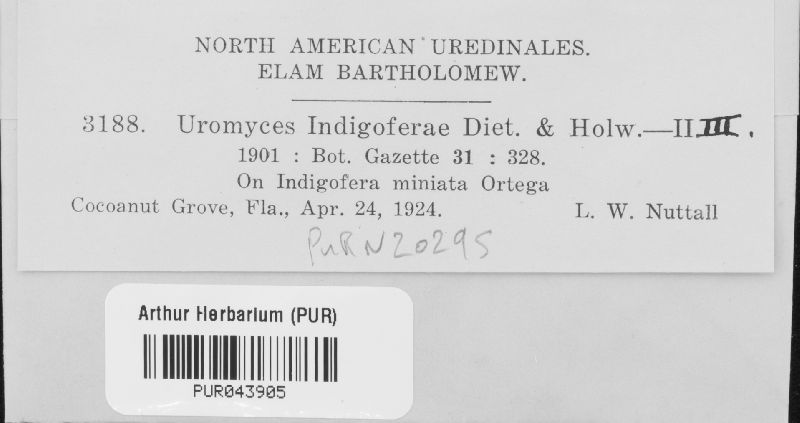 NORTH AMERICAN UREDINALES.
ELAM BARTHOLOMEW.
3188. Uromyces Indigoferae Diet. & Holw.—II III.
1901 : Bot. Gazette 31 : 328.
On Indigofera miniata Ortega
Cocoanut Grove, Fla., Apr. 24, 1924. L. W. Nuttall
PUR N20295
Arthur Herbarium (PUR)
PUR043905